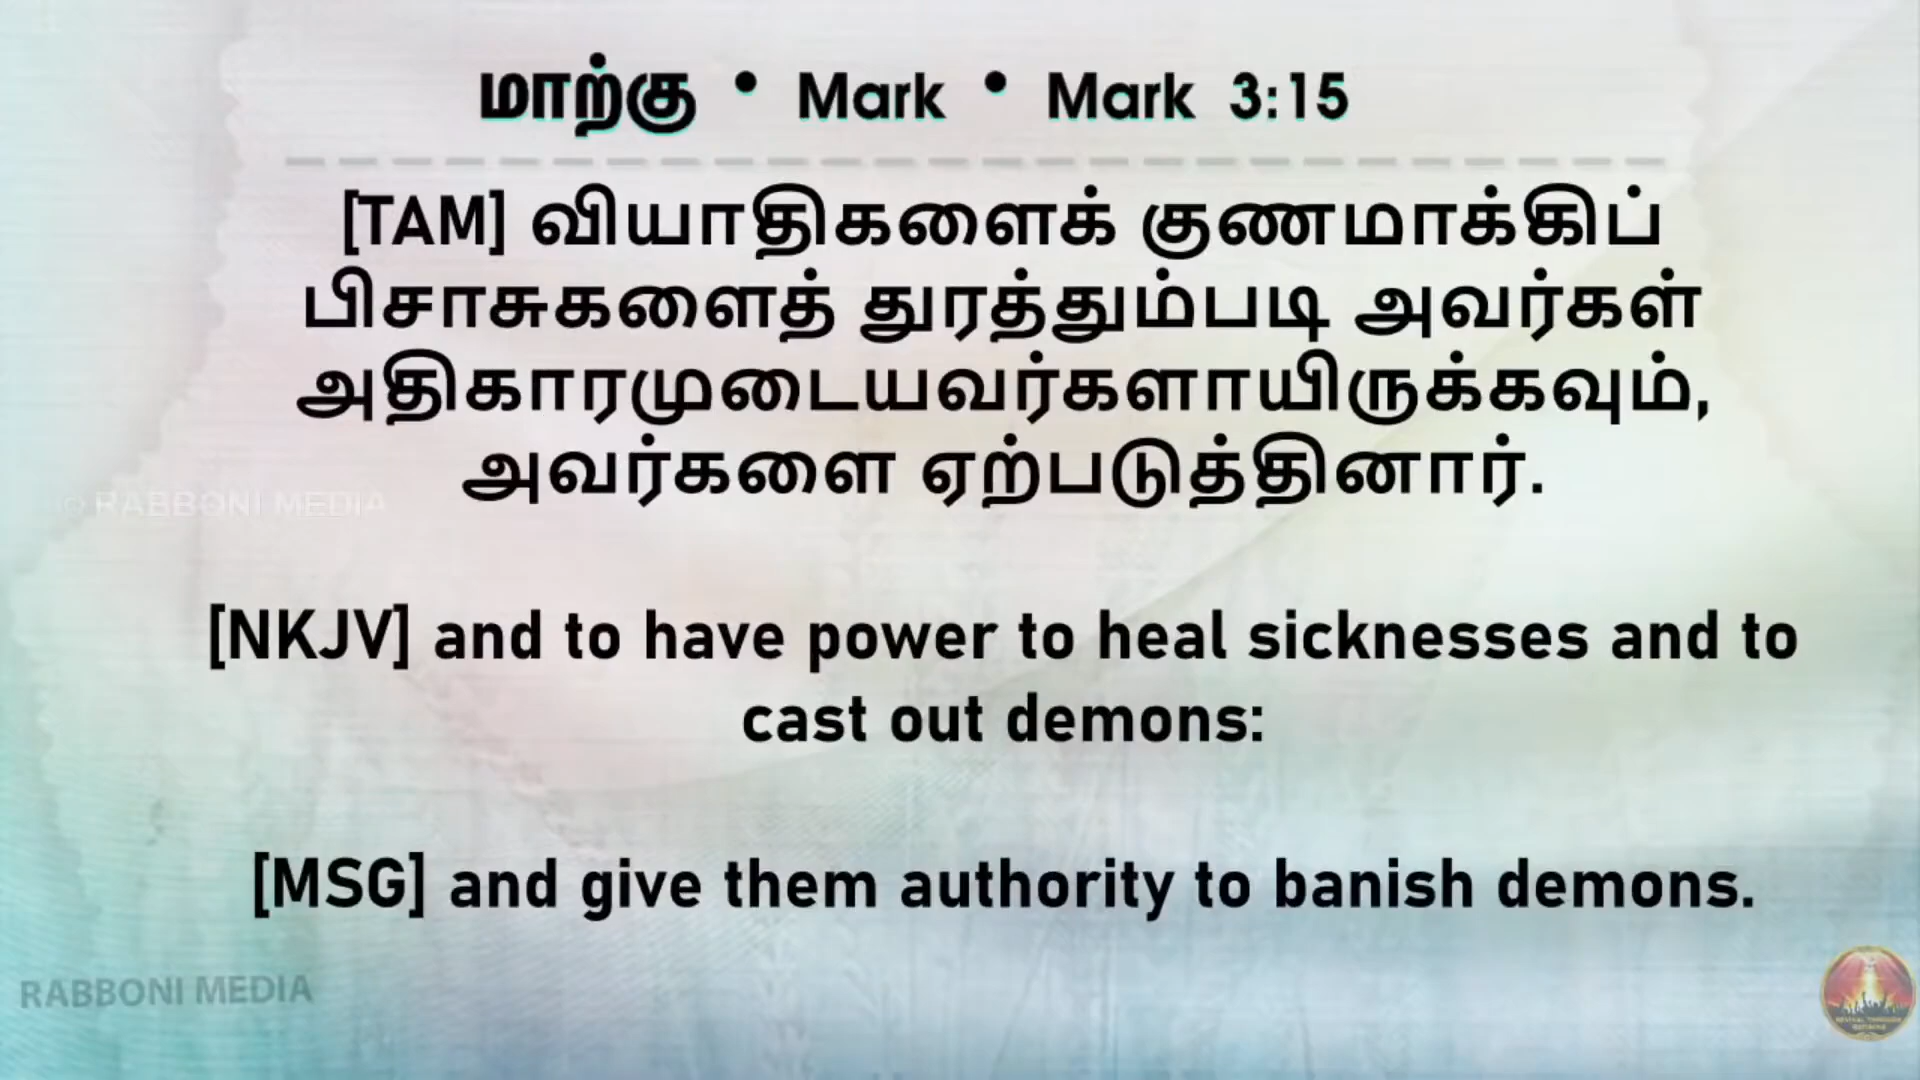 மாற்கு • Mark • Mark 3:15
[TAM] வியாதிகளைக் குணமாக்கிப்
பிசாசுகளைத் துரத்தும்படி அவர்கள்
அதிகாரமுடையவர்களாயிருக்கவும்,
அவர்களை ஏற்படுத்தினார்.
© RABBONI MEDIA
[NKJV] and to have power to heal sicknesses and to
cast out demons:
[MSG] and give them authority to banish demons.
RABBONI MEDIA